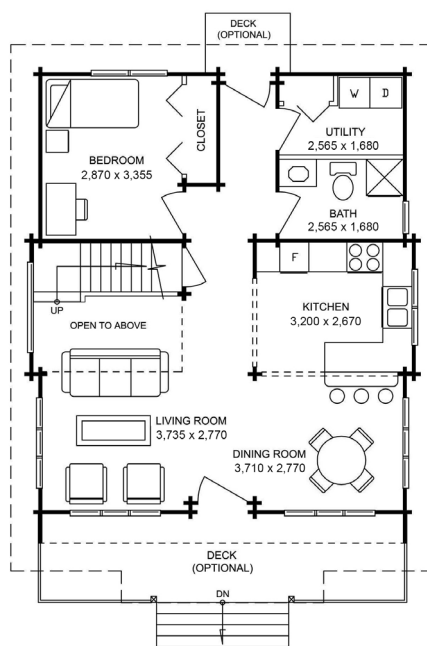 DECK
(OPTIONAL)
W D
CLOSET
UTILITY
2,565 x 1,680
BEDROOM
2,870 x 3,355
BATH
2,565 x 1,680
F
KITCHEN
3,200 x 2,670
UP
OPEN TO ABOVE
LIVING ROOM
3,735 x 2,770
DINING ROOM
3,710 x 2,770
DECK
(OPTIONAL)
DN